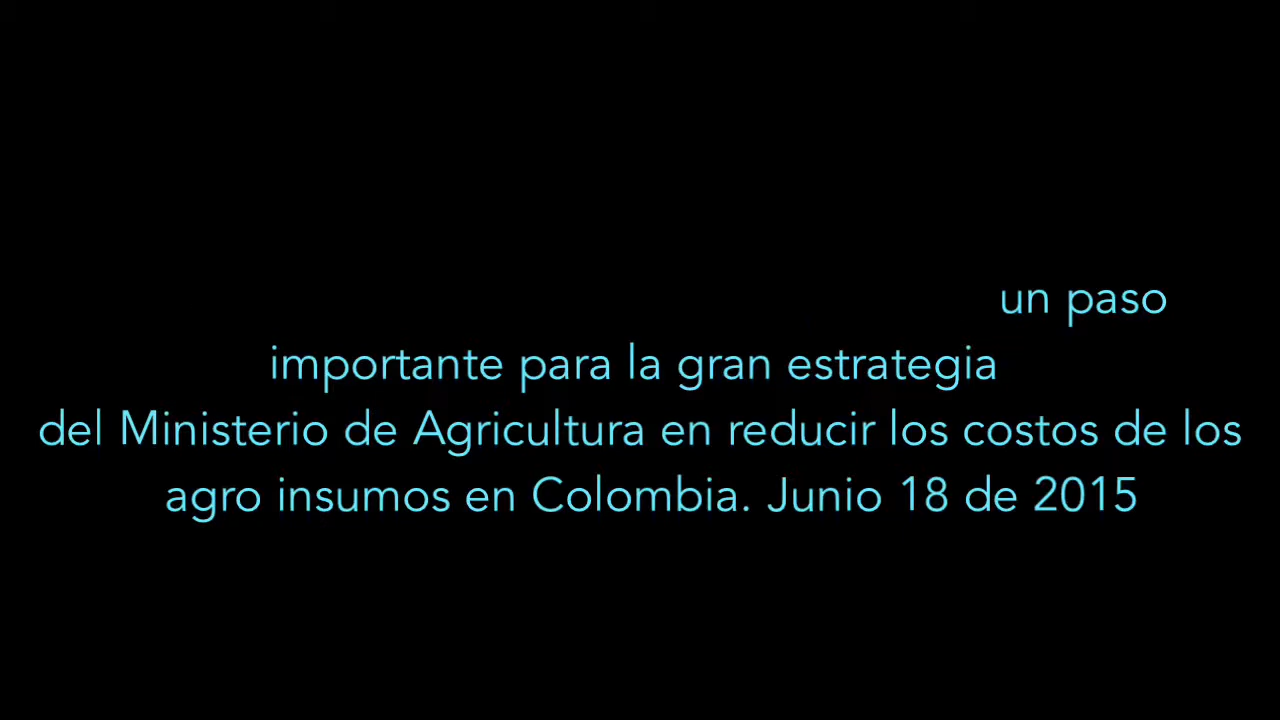 un paso
importante para la gran estrategia
del Ministerio de Agricultura en reducir los costos de los
agro insumos en Colombia. Junio 18 de 2015